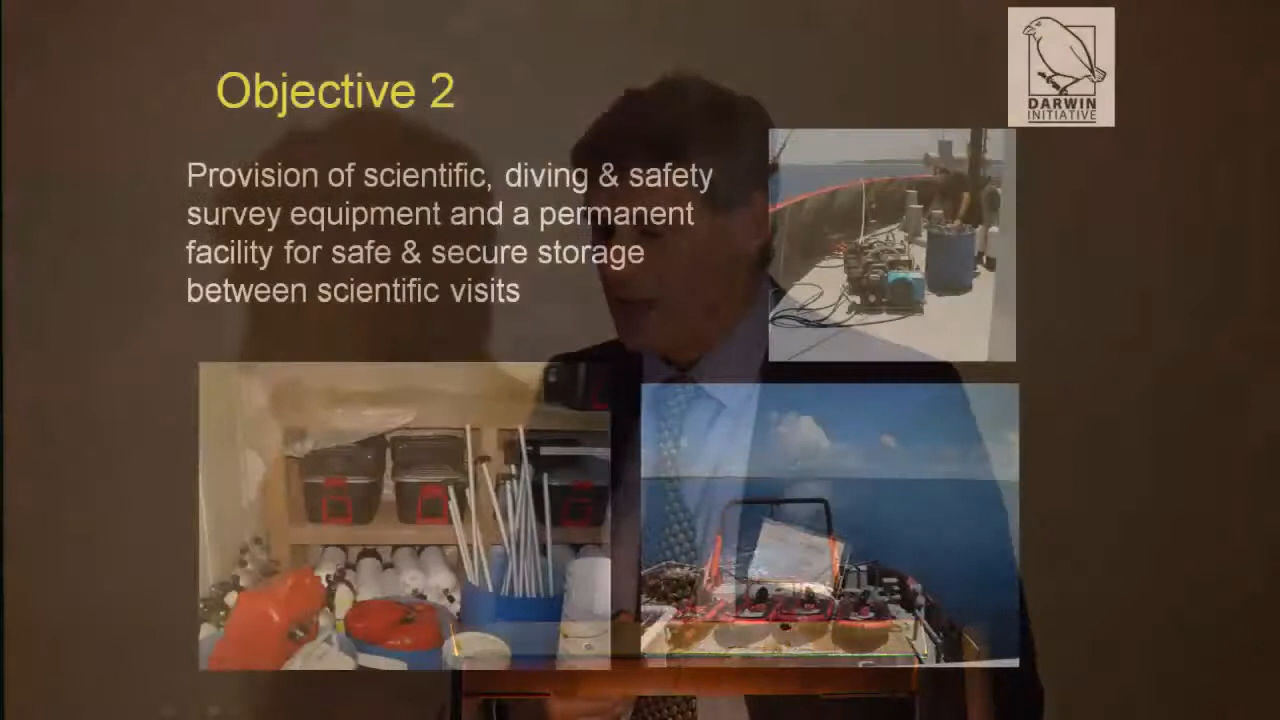 DARWIN
INITIATIVE
Objective 2
Provision of scientific, diving & safety
survey equipment and a permanent
facility for safe & secure storage
between scientific visits